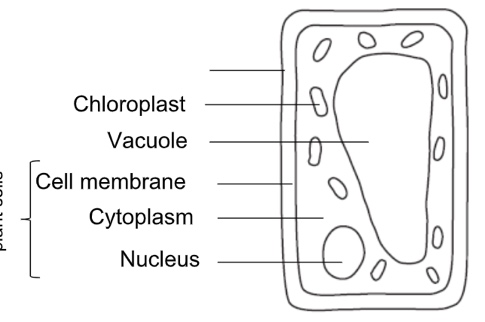 Chloroplast
Vacuole
Cell membrane
Cytoplasm
Nucleus